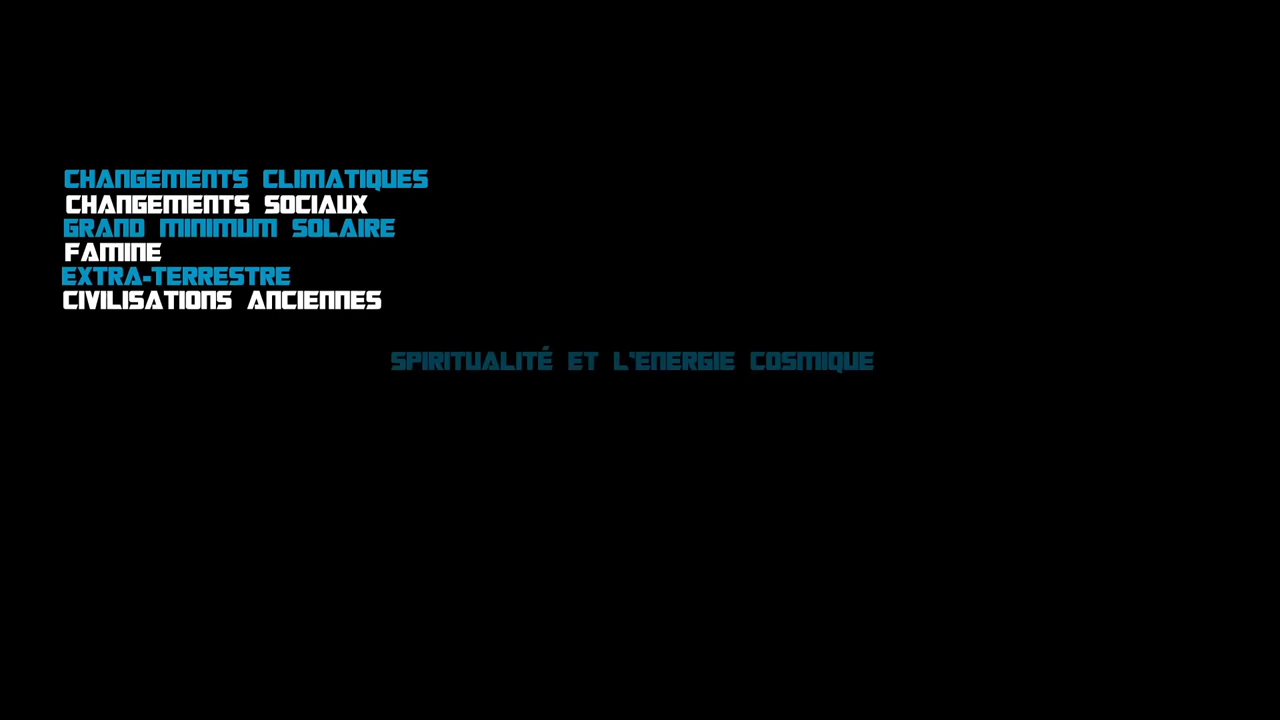 CHANGEMENTS CLIMATIQUES
CHANGEMENTS SOCIAUX
GRAND MINIMUM SOLAIRE
FAMINE
EXTRA-TERRESTRE
CIVILISATIONS ANCIENNES
SPIRITUALITÉ ET L'ENERGIE COSMIQUE